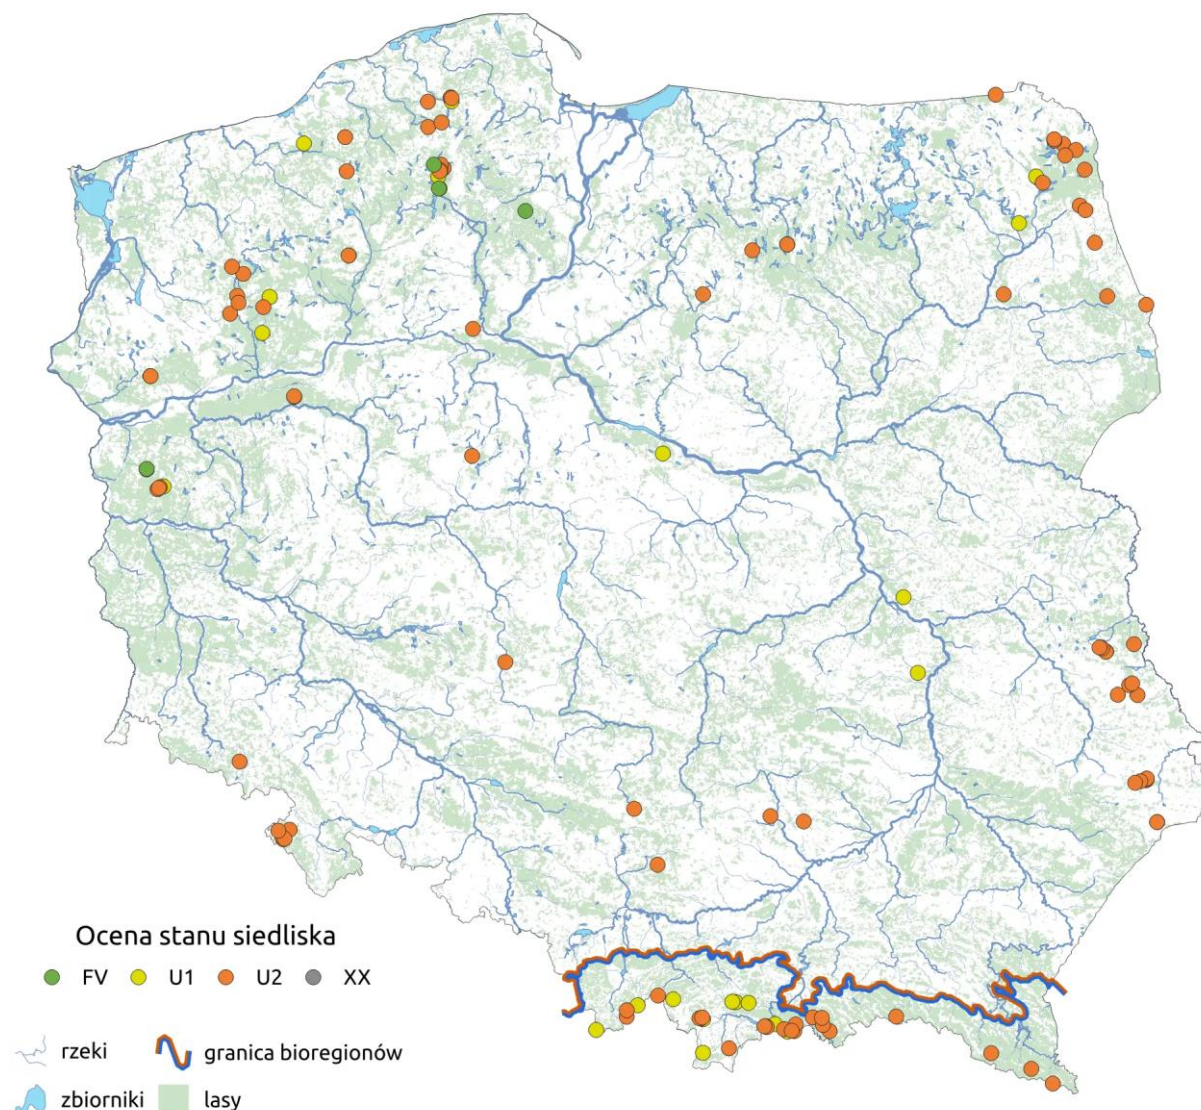 Ocena stanu siedliska
FV U1 U2 XX
rzeki granica bioregionów
zbiorniki lasy